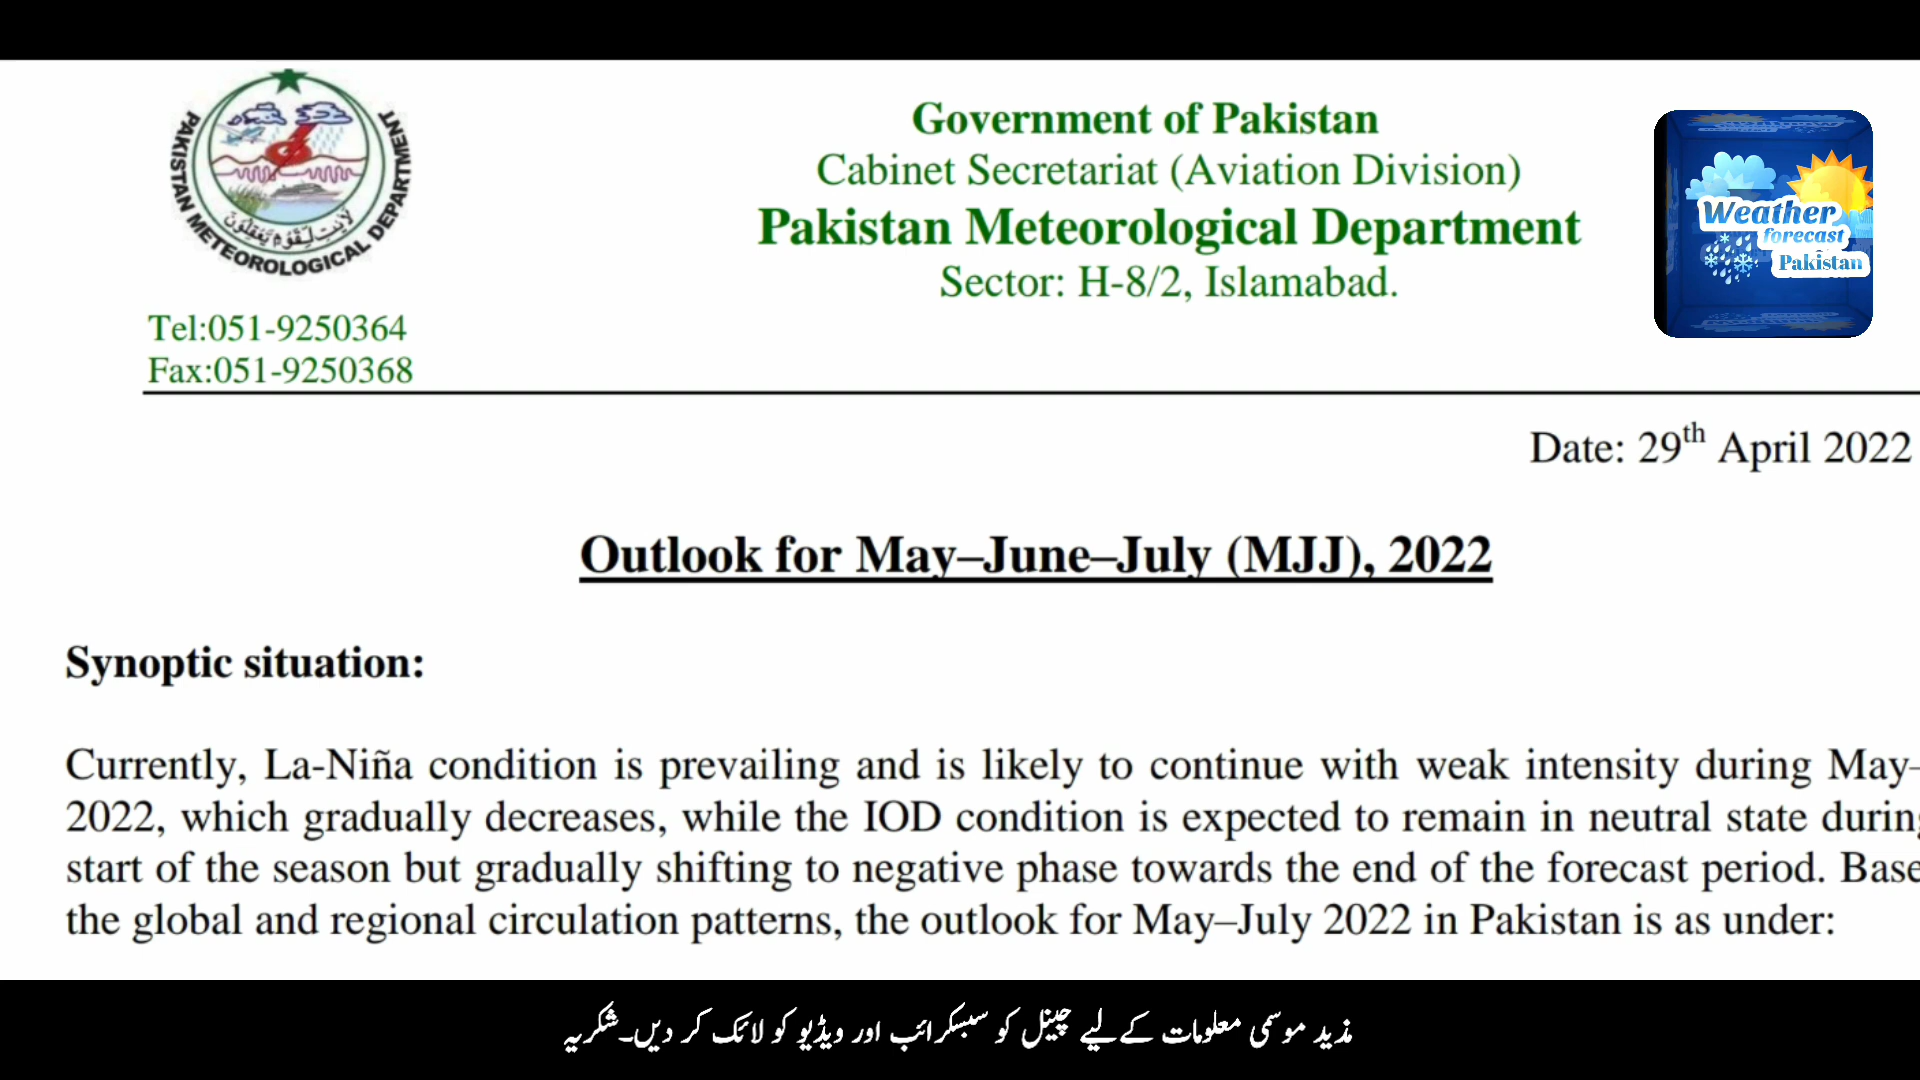 PAKISTAN METEOROLOGICAL DEPARTMENT
Government of Pakistan
Cabinet Secretariat (Aviation Division)
Pakistan Meteorological Department
Sector: H-8/2, Islamabad.
Weather
forecast
Pakistan
Tel:051-9250364
Fax:051-9250368
Date: 29th April 2022
Outlook for May–June–July (MJJ), 2022
Synoptic situation:
Currently, La-Niña condition is prevailing and is likely to continue with weak intensity during May–
2022, which gradually decreases, while the IOD condition is expected to remain in neutral state during
start of the season but gradually shifting to negative phase towards the end of the forecast period. Base
the global and regional circulation patterns, the outlook for May–July 2022 in Pakistan is as under:
مذید موسمی معلومات کےلیے چینل کو سبسکرائب اور ویڈیو کو لائک کر دیں۔شکریہ